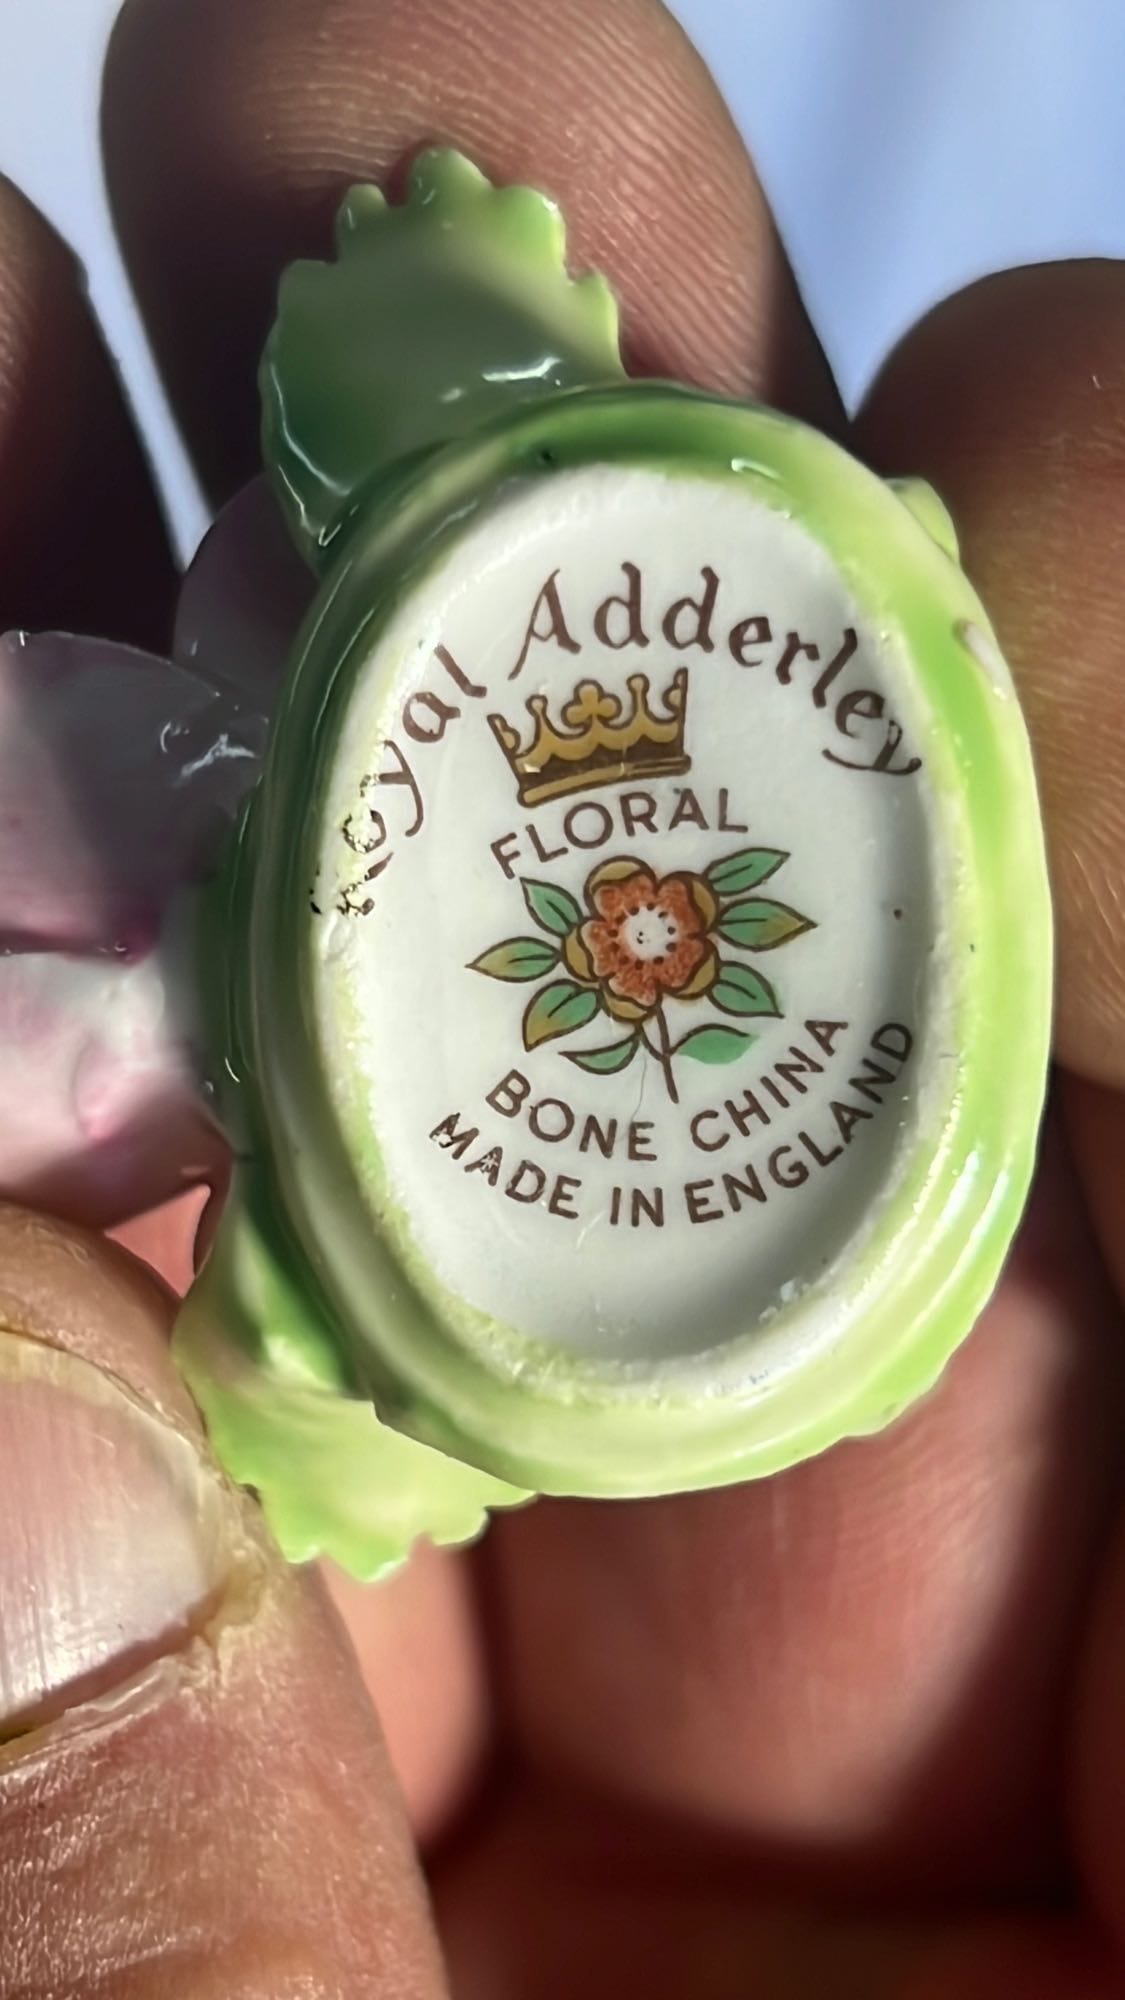 Royal Adderley
FLORAL
BONE CHINA
MADE IN ENGLAND